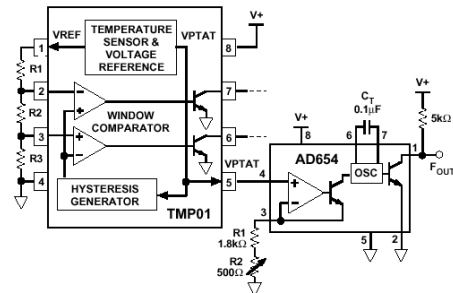 TEMPERATURE
SENSOR &
VOLTAGE
REFERENCE
VREF
VPTAT
V+
1
8
R1
2
7
R2
WINDOW
COMPARATOR
3
6
R3
VPTAT
4
5
HYSTERESIS
GENERATOR
TMP01
CT
0.1µF
V+
8
6
7
V+
5kΩ
AD654
4
OSC
1
FOUT
3
R1
1.8kΩ
R2
500Ω
5
2